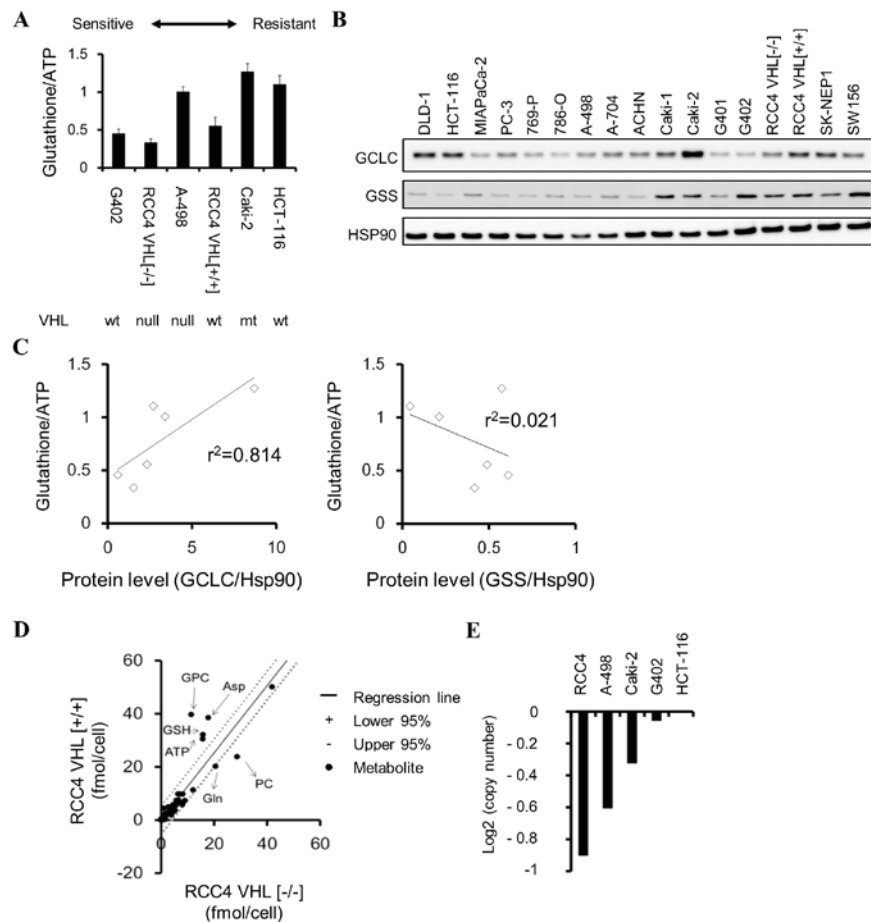 A
Sensitive
Resistant
Glutathione/ATP
1.5
1
0.5
0
G402
RCC4 VHL[-/-]
A-498
RCC4 VHL[+/+]
Caki-2
HCT-116
VHL wt null null wt mt wt
B
DLD-1
HCT-116
MIAPaCa-2
PC-3
769-P
786-O
A-498
A-704
ACHN
Caki-1
Caki-2
G401
G402
RCC4 VHL[-/-]
RCC4 VHL[+/+]
SK-NEP1
SW156
GCLC
GSS
HSP90
C
Glutathione/ATP
1.5
1
0.5
0
r²=0.814
0 5 10
Protein level (GCLC/Hsp90)
Glutathione/ATP
1.5
1
0.5
0
r²=0.021
0 0.5 1
Protein level (GSS/Hsp90)
D
RCC4 VHL [+/+]
(fmol/cell)
60
40
20
0
-20
GPC
Asp
GSH
ATP
Gln
PC
0 20 40 60
RCC4 VHL [-/-]
(fmol/cell)
Regression line
+ Lower 95%
- Upper 95%
Metabolite
E
RCC4
A-498
Caki-2
G402
HCT-116
Log2 (copy number)
0
- 0.2
- 0.4
- 0.6
- 0.8
-1